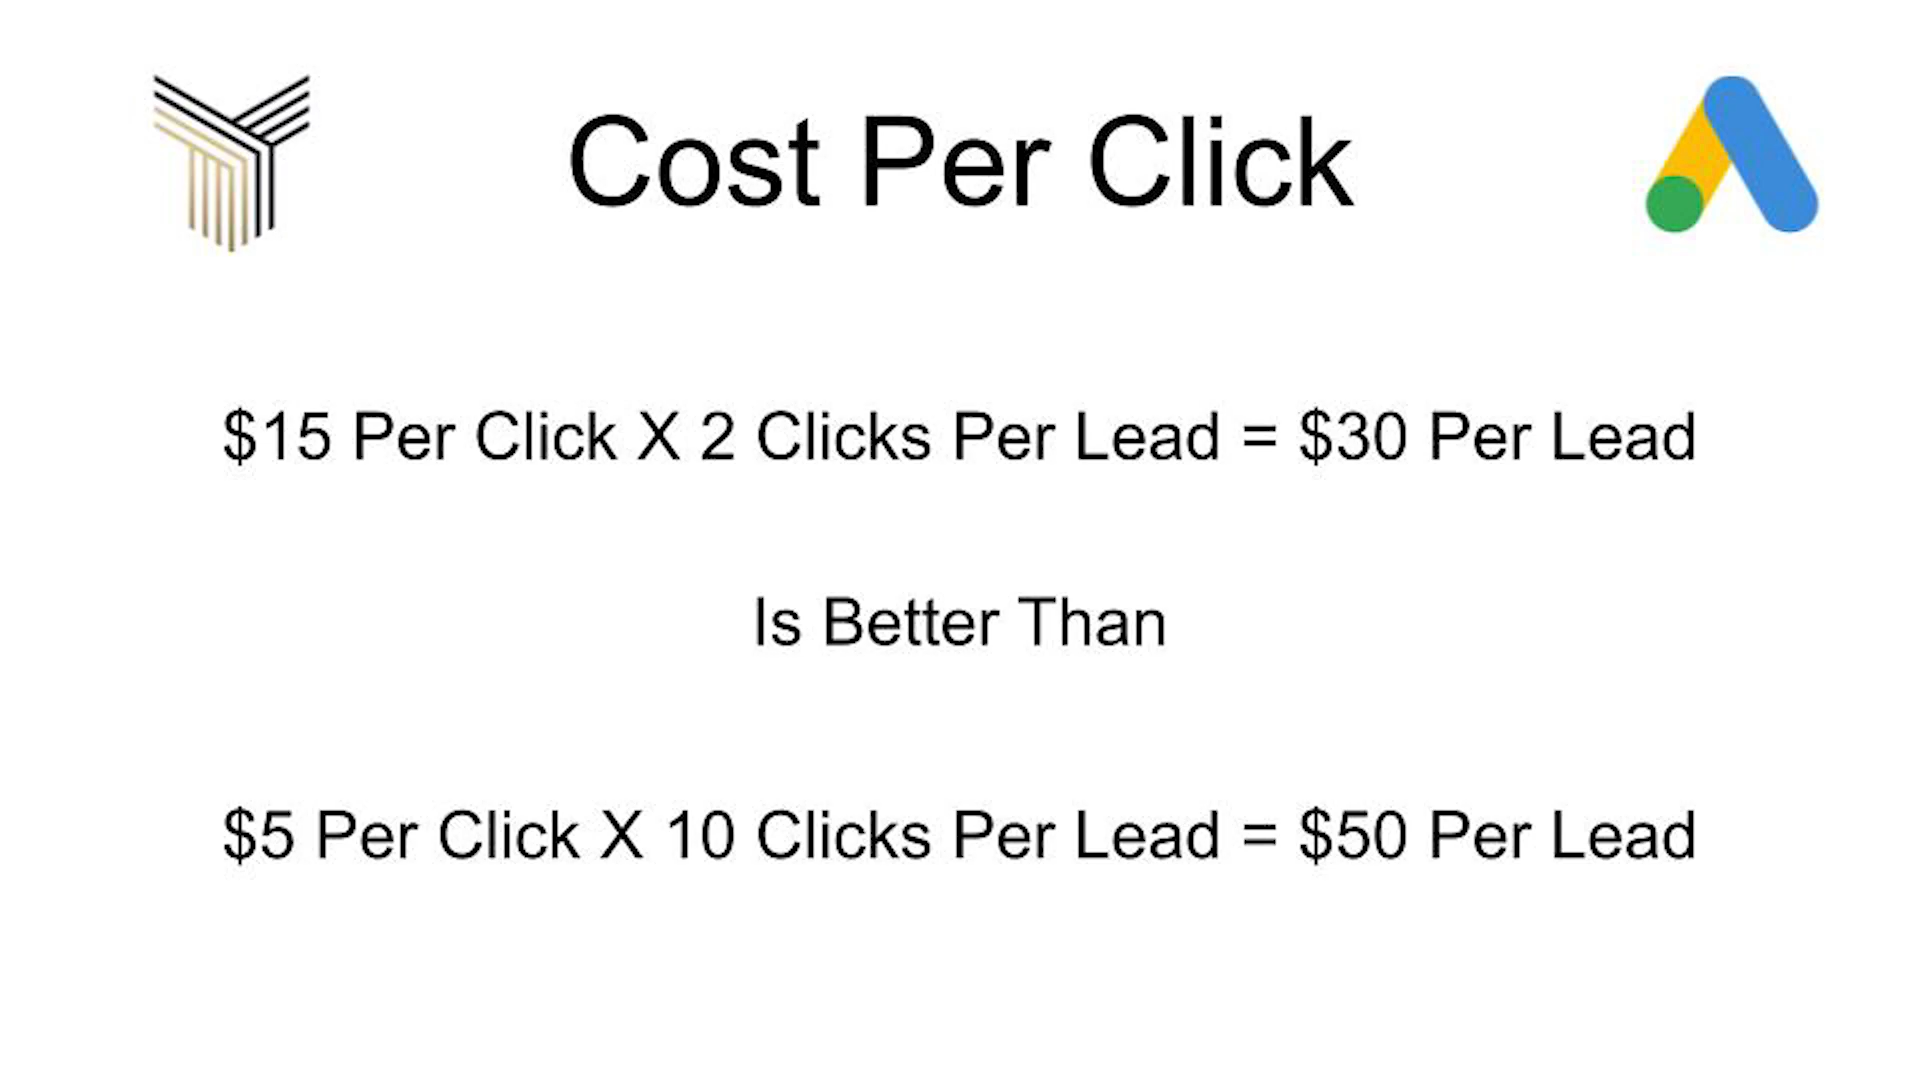 Cost Per Click
$15 Per Click X 2 Clicks Per Lead = $30 Per Lead
Is Better Than
$5 Per Click X 10 Clicks Per Lead = $50 Per Lead